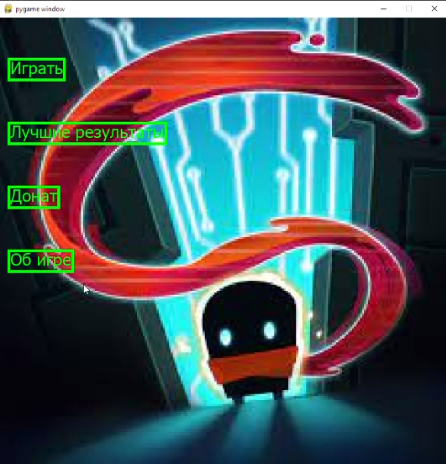 pygame window
Играть
Лучшие результаты
Донат
Об игре